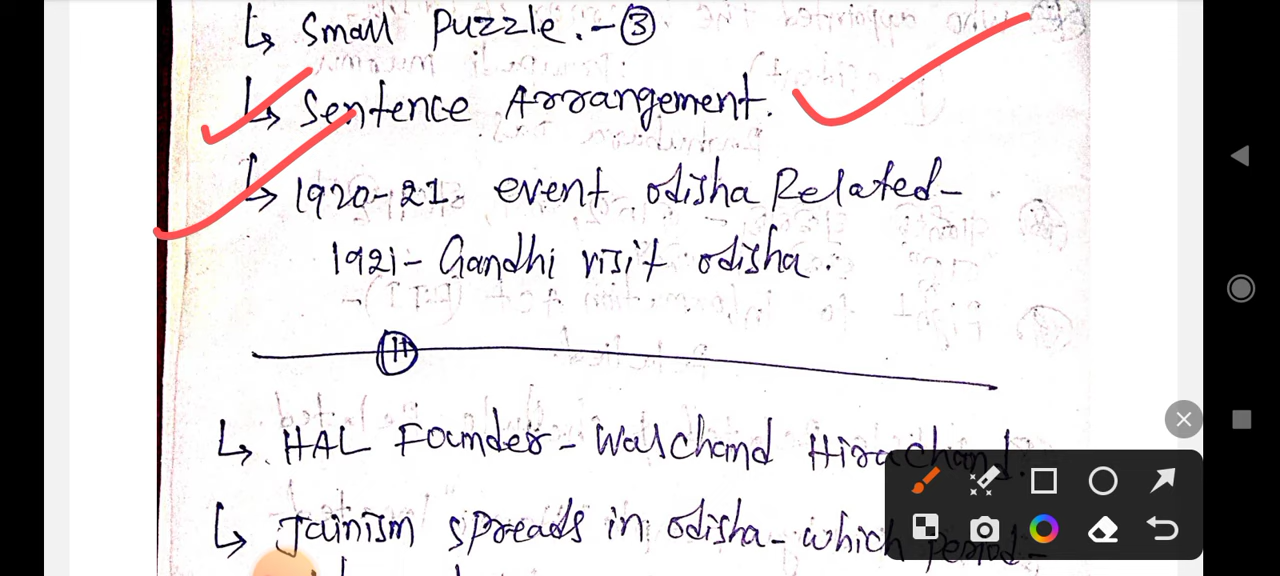 ↳ Small Puzzle:-③
↳ Sentence Arrangement.
↳ 1920-21. event odisha Related-
1921- Gandhi visit odisha.
↳ HAL Founder- Walchand Hirachand.
↳ Jainism spreads in odisha- which period-